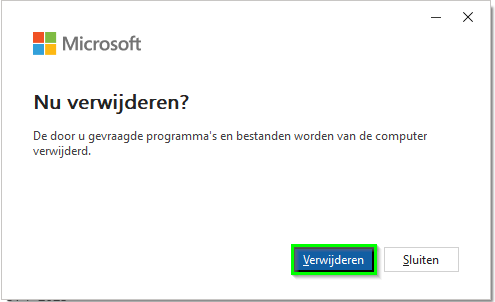 Microsoft
Nu verwijderen?
De door u gevraagde programma's en bestanden worden van de computer
verwijderd.
Verwijderen
Sluiten